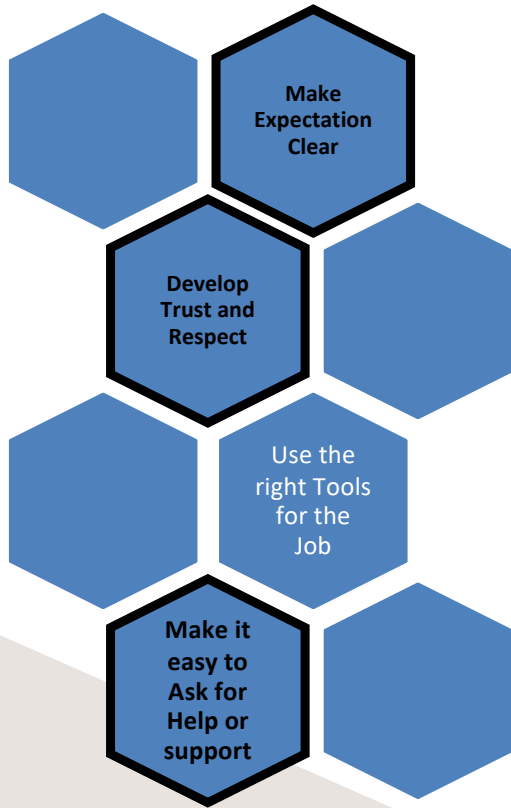 Make
Expectation
Clear
Develop
Trust and
Respect
Use the
right Tools
for the
Job
Make it
easy to
Ask for
Help or
support